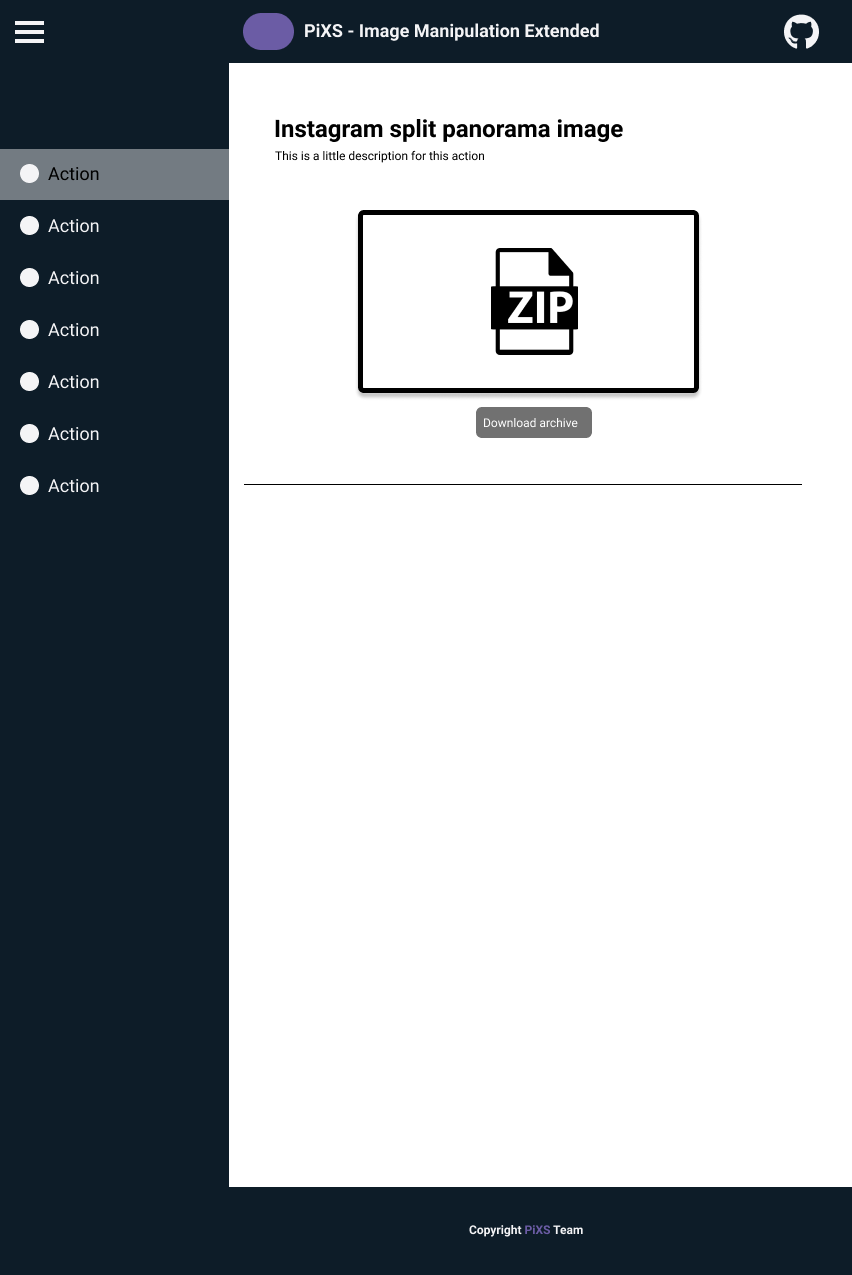 PiXS - Image Manipulation Extended
Action
Action
Action
Action
Action
Action
Action
Instagram split panorama image
This is a little description for this action
ZIP
Download archive
Copyright PiXS Team